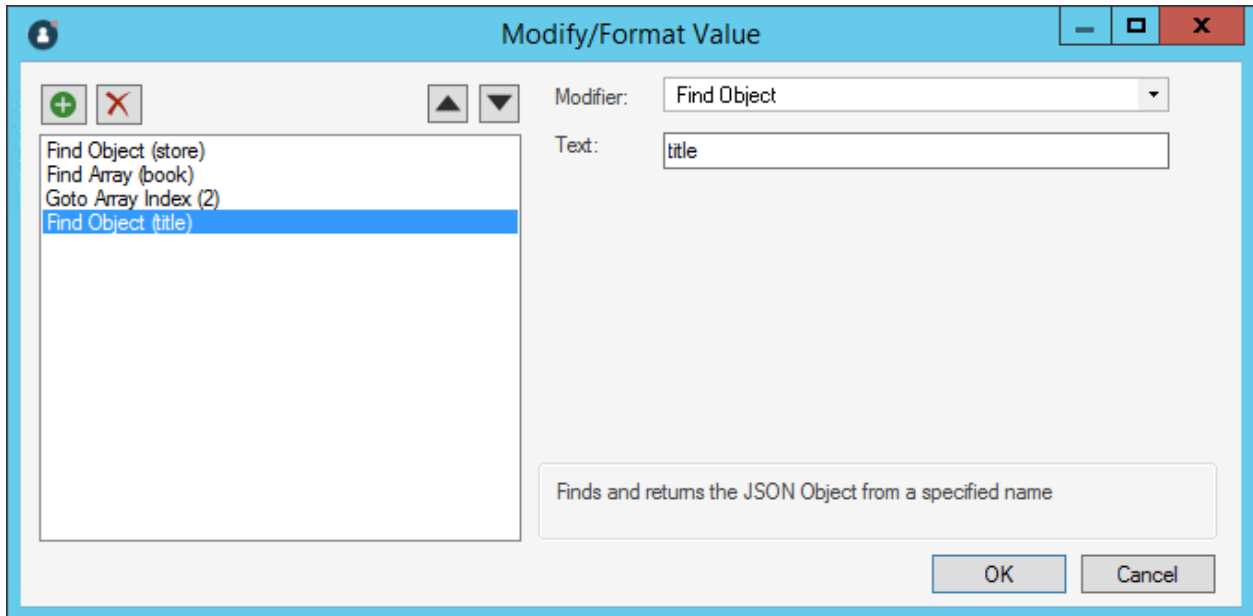 Modify/Format Value
Modifier:
Find Object
Text:
title
Find Object (store)
Find Array (book)
Goto Array Index (2)
Find Object (title)
Finds and returns the JSON Object from a specified name
OK
Cancel